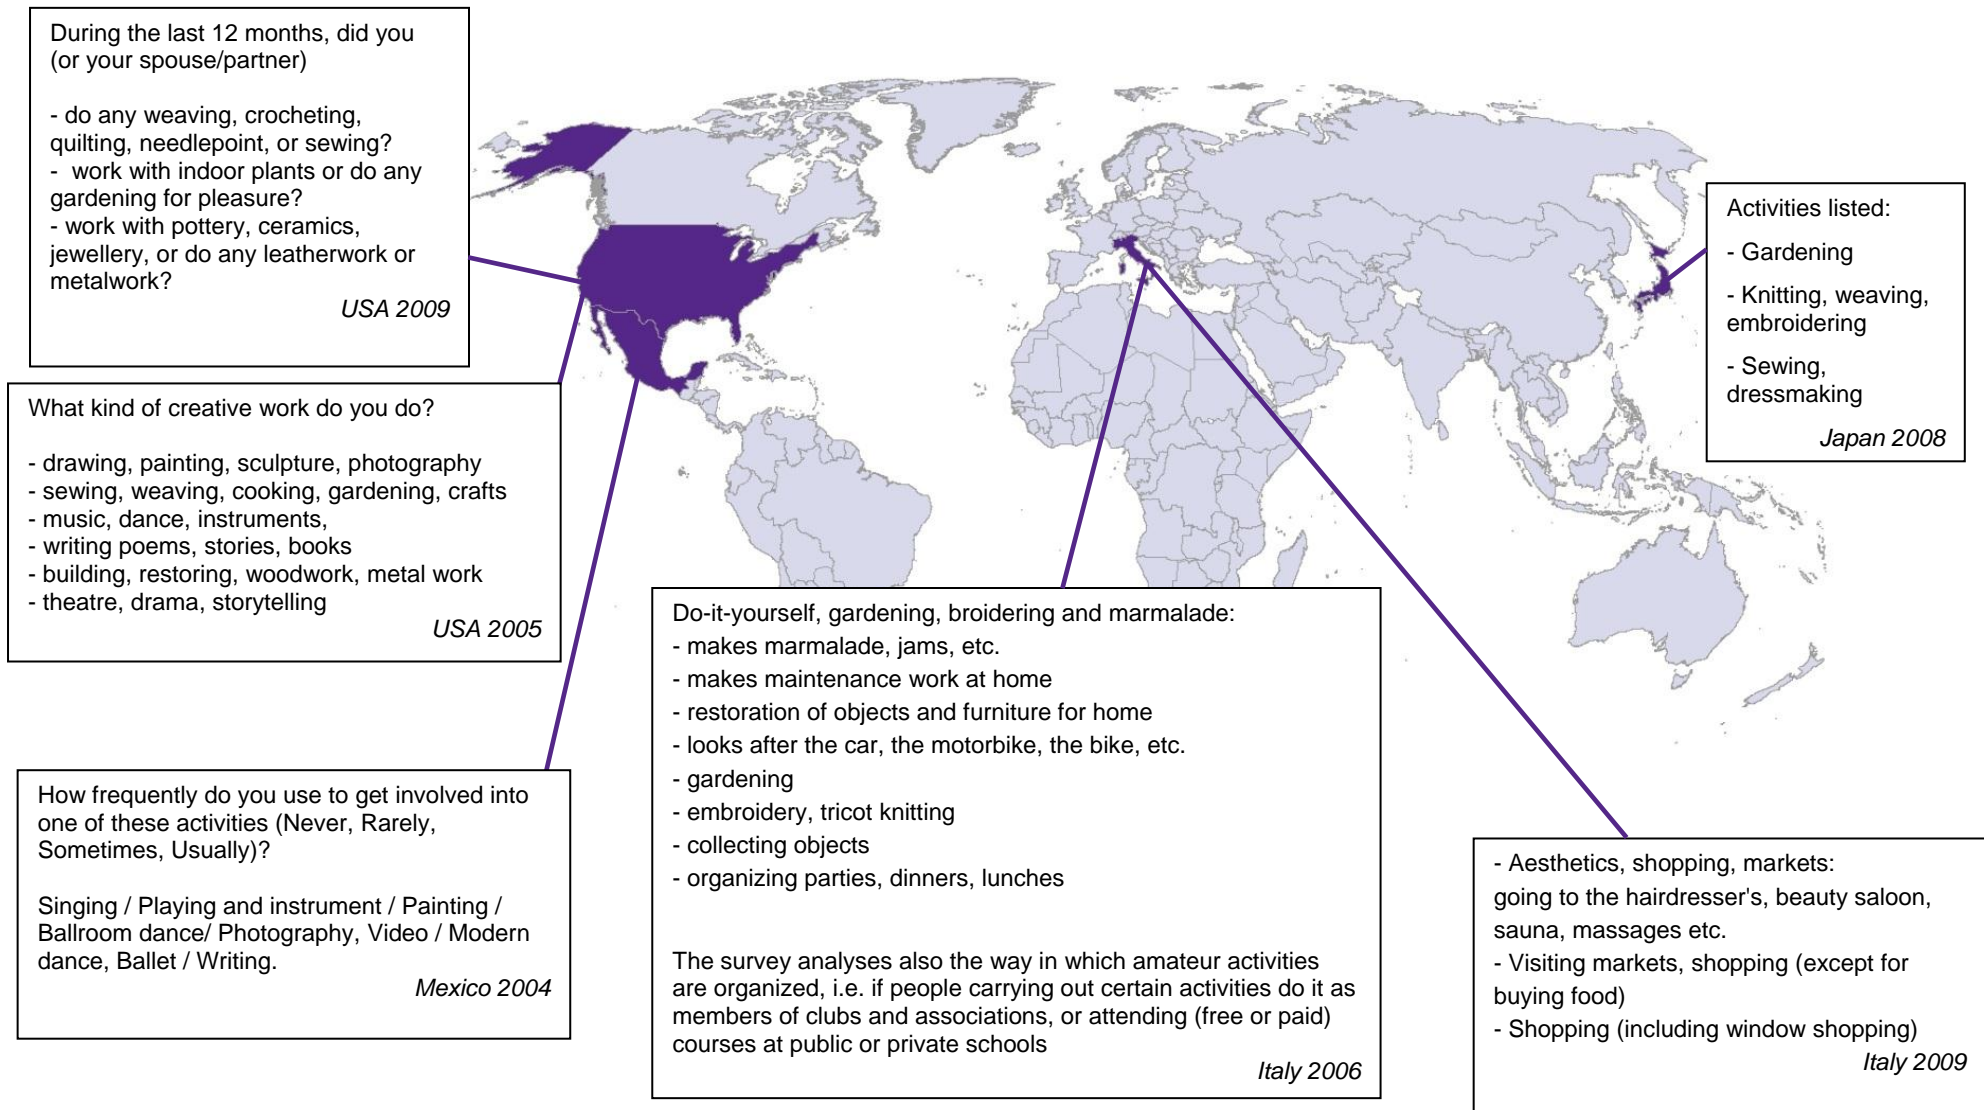 During the last 12 months, did you
(or your spouse/partner)
- do any weaving, crocheting,
quilting, needlepoint, or sewing?
- work with indoor plants or do any
gardening for pleasure?
- work with pottery, ceramics,
jewellery, or do any leatherwork or
metalwork?
USA 2009
What kind of creative work do you do?
- drawing, painting, sculpture, photography
- sewing, weaving, cooking, gardening, crafts
- music, dance, instruments,
- writing poems, stories, books
- building, restoring, woodwork, metal work
- theatre, drama, storytelling
USA 2005
How frequently do you use to get involved into
one of these activities (Never, Rarely,
Sometimes, Usually)?
Singing / Playing and instrument / Painting /
Ballroom dance/ Photography, Video / Modern
dance, Ballet / Writing.
Mexico 2004
Do-it-yourself, gardening, broidering and marmalade:
- makes marmalade, jams, etc.
- makes maintenance work at home
- restoration of objects and furniture for home
- looks after the car, the motorbike, the bike, etc.
- gardening
- embroidery, tricot knitting
- collecting objects
- organizing parties, dinners, lunches
The survey analyses also the way in which amateur activities
are organized, i.e. if people carrying out certain activities do it as
members of clubs and associations, or attending (free or paid)
courses at public or private schools
Italy 2006
Activities listed:
- Gardening
- Knitting, weaving,
embroidering
- Sewing,
dressmaking
Japan 2008
- Aesthetics, shopping, markets:
going to the hairdresser's, beauty saloon,
sauna, massages etc.
- Visiting markets, shopping (except for
buying food)
- Shopping (including window shopping)
Italy 2009